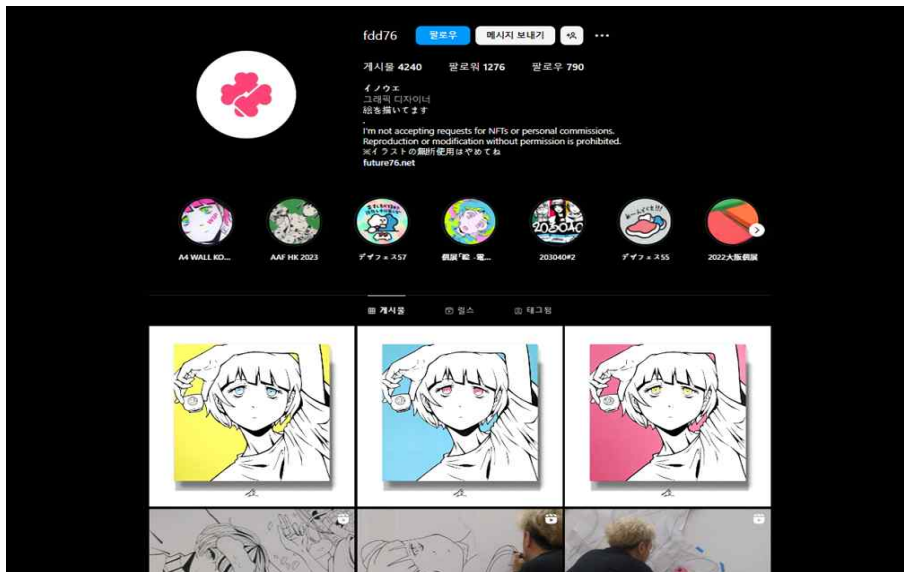 fdd76 팔로우 메시지 보내기
게시물 4240 팔로워 1276 팔로우 790
イノウエ
그래픽 디자이너
絵を描いてます
.
I'm not accepting requests for NFTs or personal commissions.
Reproduction or modification without permission is prohibited.
※イラストの無断使用はやめてね
future76.net
203040
A4 WALL KO... AAF HK 2023 デザフェス57 個展「睑 -電... 203040#2 デザフェス55 2022大阪個展
게시물 릴스 태그됨